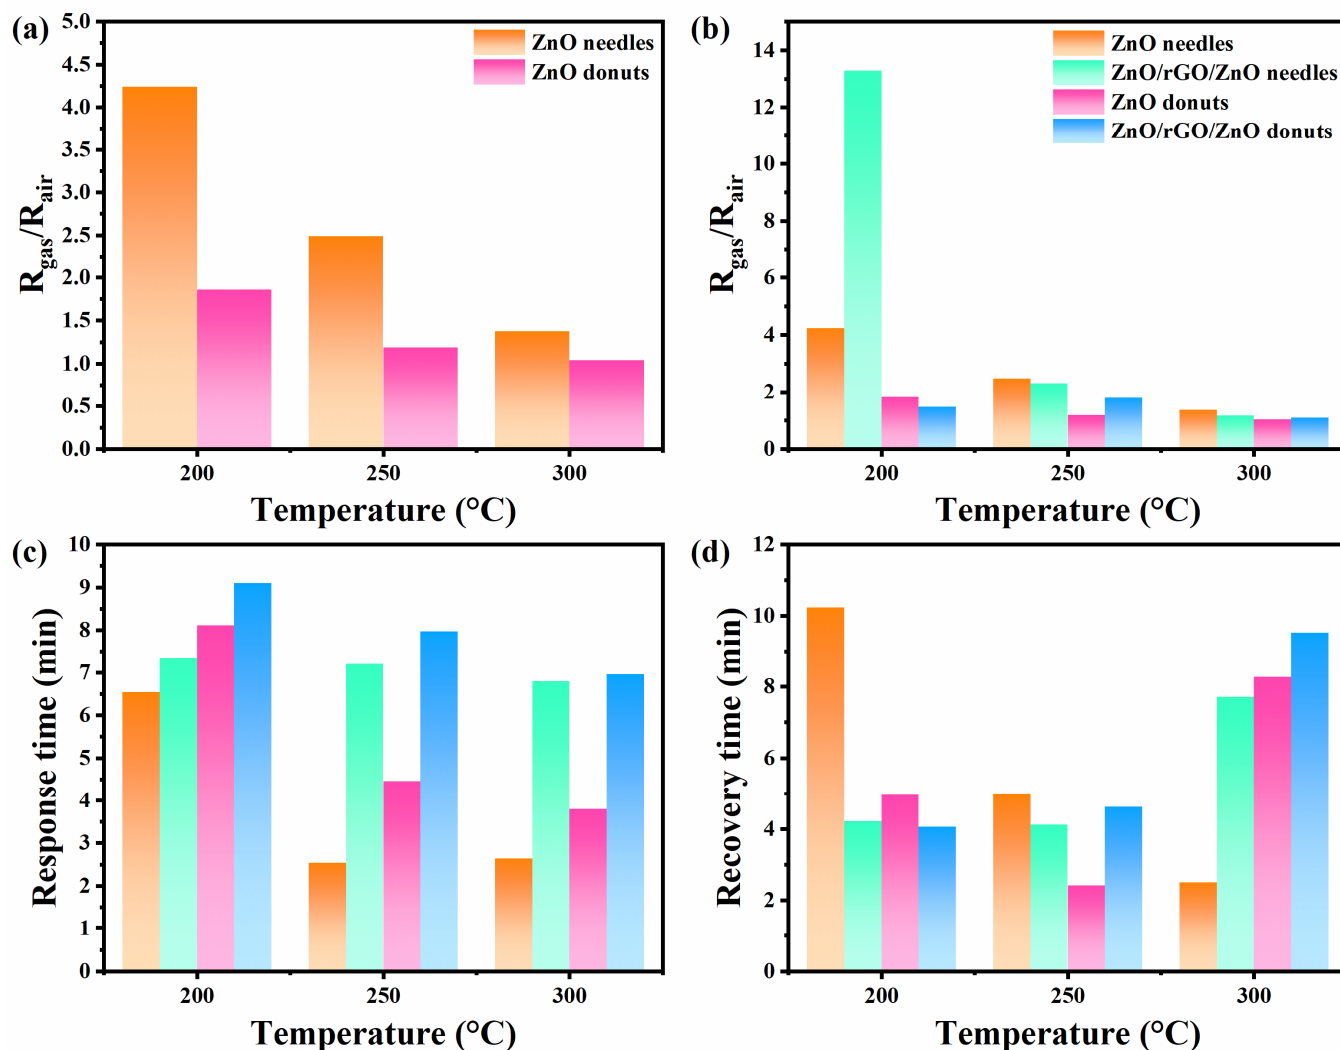 (a)
5.0
4.5
4.0
3.5
3.0
2.5
2.0
1.5
1.0
0.5
0.0
R_gas/R_air
ZnO needles
ZnO donuts
200
250
300
Temperature (°C)
(b)
14
12
10
8
6
4
2
0
R_gas/R_air
ZnO needles
ZnO/rGO/ZnO needles
ZnO donuts
ZnO/rGO/ZnO donuts
200
250
300
Temperature (°C)
(c)
10
9
8
7
6
5
4
3
2
1
0
Response time (min)
200
250
300
Temperature (°C)
(d)
12
10
8
6
4
2
0
Recovery time (min)
200
250
300
Temperature (°C)